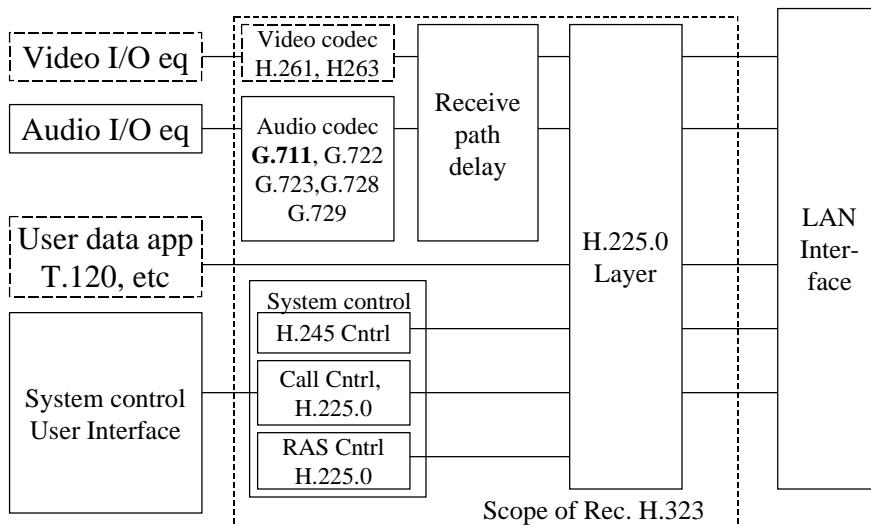 Video I/O eq
Video codec
H.261, H263
Audio I/O eq
Audio codec
G.711, G.722
G.723,G.728
G.729
Receive
path
delay
User data app
T.120, etc
H.225.0
Layer
LAN
Inter-
face
System control
H.245 Cntrl
Call Cntrl,
H.225.0
RAS Cntrl
H.225.0
System control
User Interface
Scope of Rec. H.323